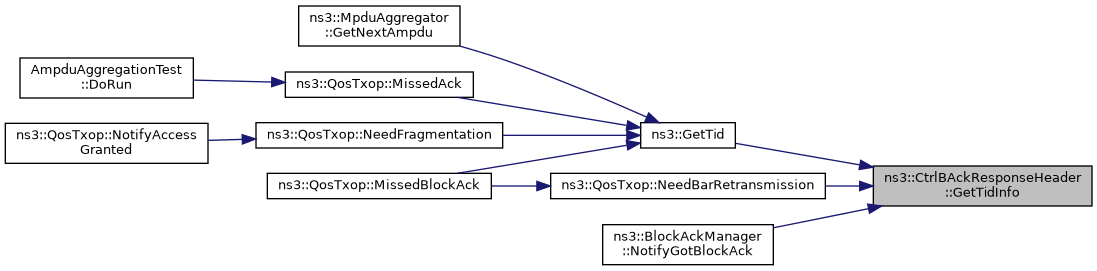 ns3::MpduAggregator
::GetNextAmpdu
AmpduAggregationTest
::DoRun
ns3::QosTxop::MissedAck
ns3::QosTxop::NotifyAccess
Granted
ns3::QosTxop::NeedFragmentation
ns3::GetTid
ns3::QosTxop::MissedBlockAck
ns3::QosTxop::NeedBarRetransmission
ns3::CtrlBAckResponseHeader
::GetTidInfo
ns3::BlockAckManager
::NotifyGotBlockAck